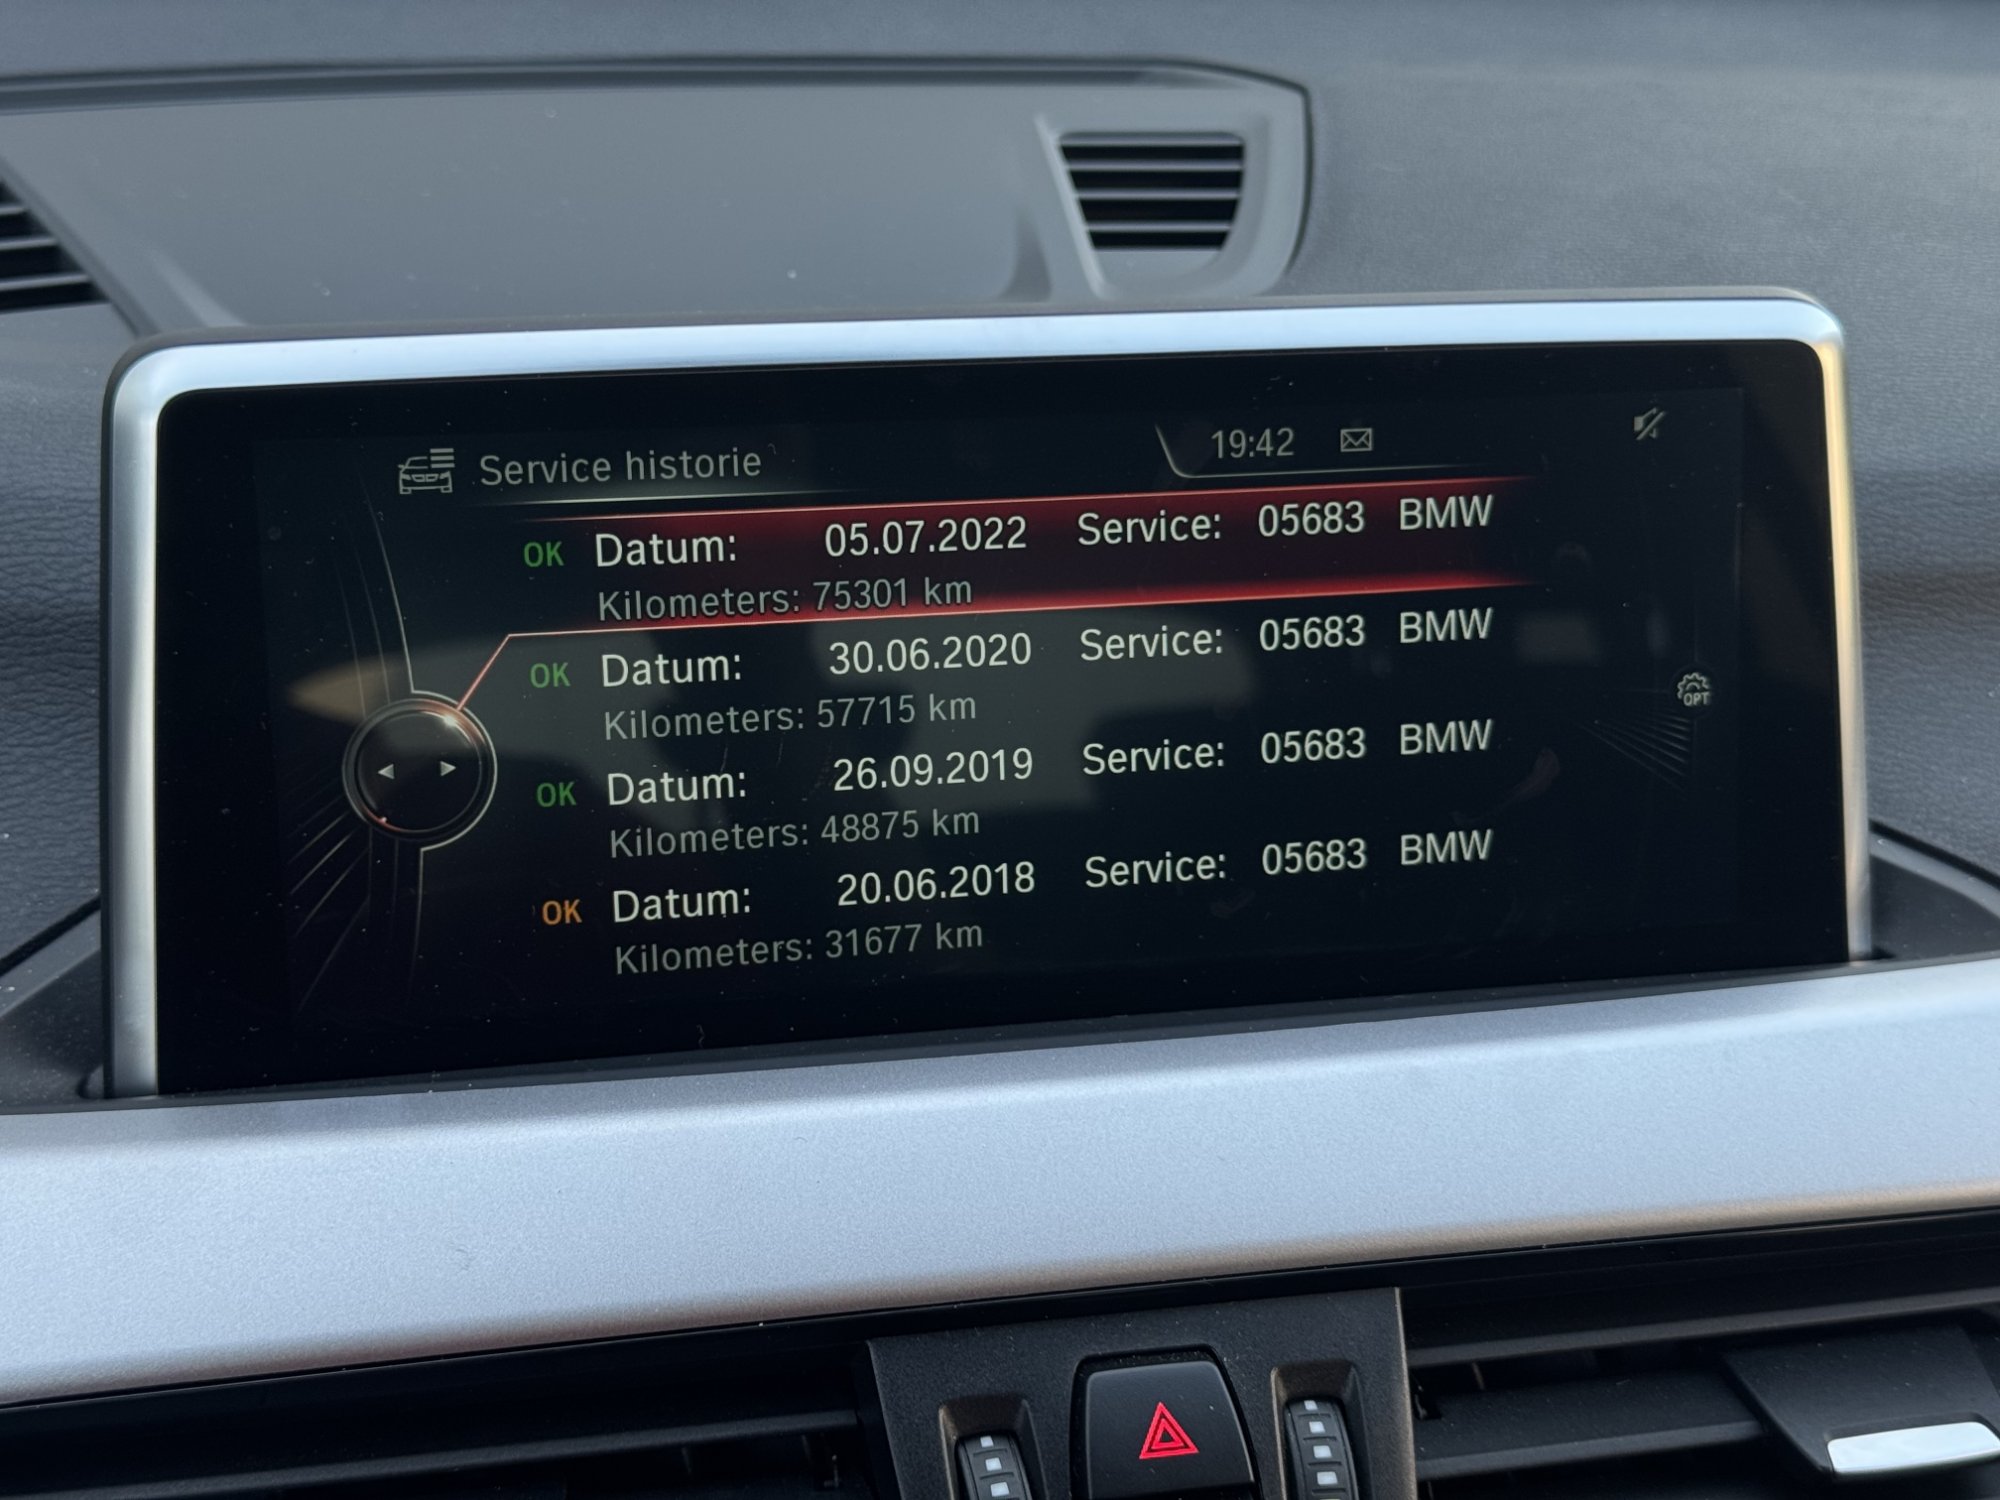 Service historie
19:42
OK Datum: 05.07.2022 Service: 05683 BMW
Kilometers: 75301 km
OK Datum: 30.06.2020 Service: 05683 BMW
Kilometers: 57715 km
OK Datum: 26.09.2019 Service: 05683 BMW
Kilometers: 48875 km
OK Datum: 20.06.2018 Service: 05683 BMW
Kilometers: 31677 km
OPT